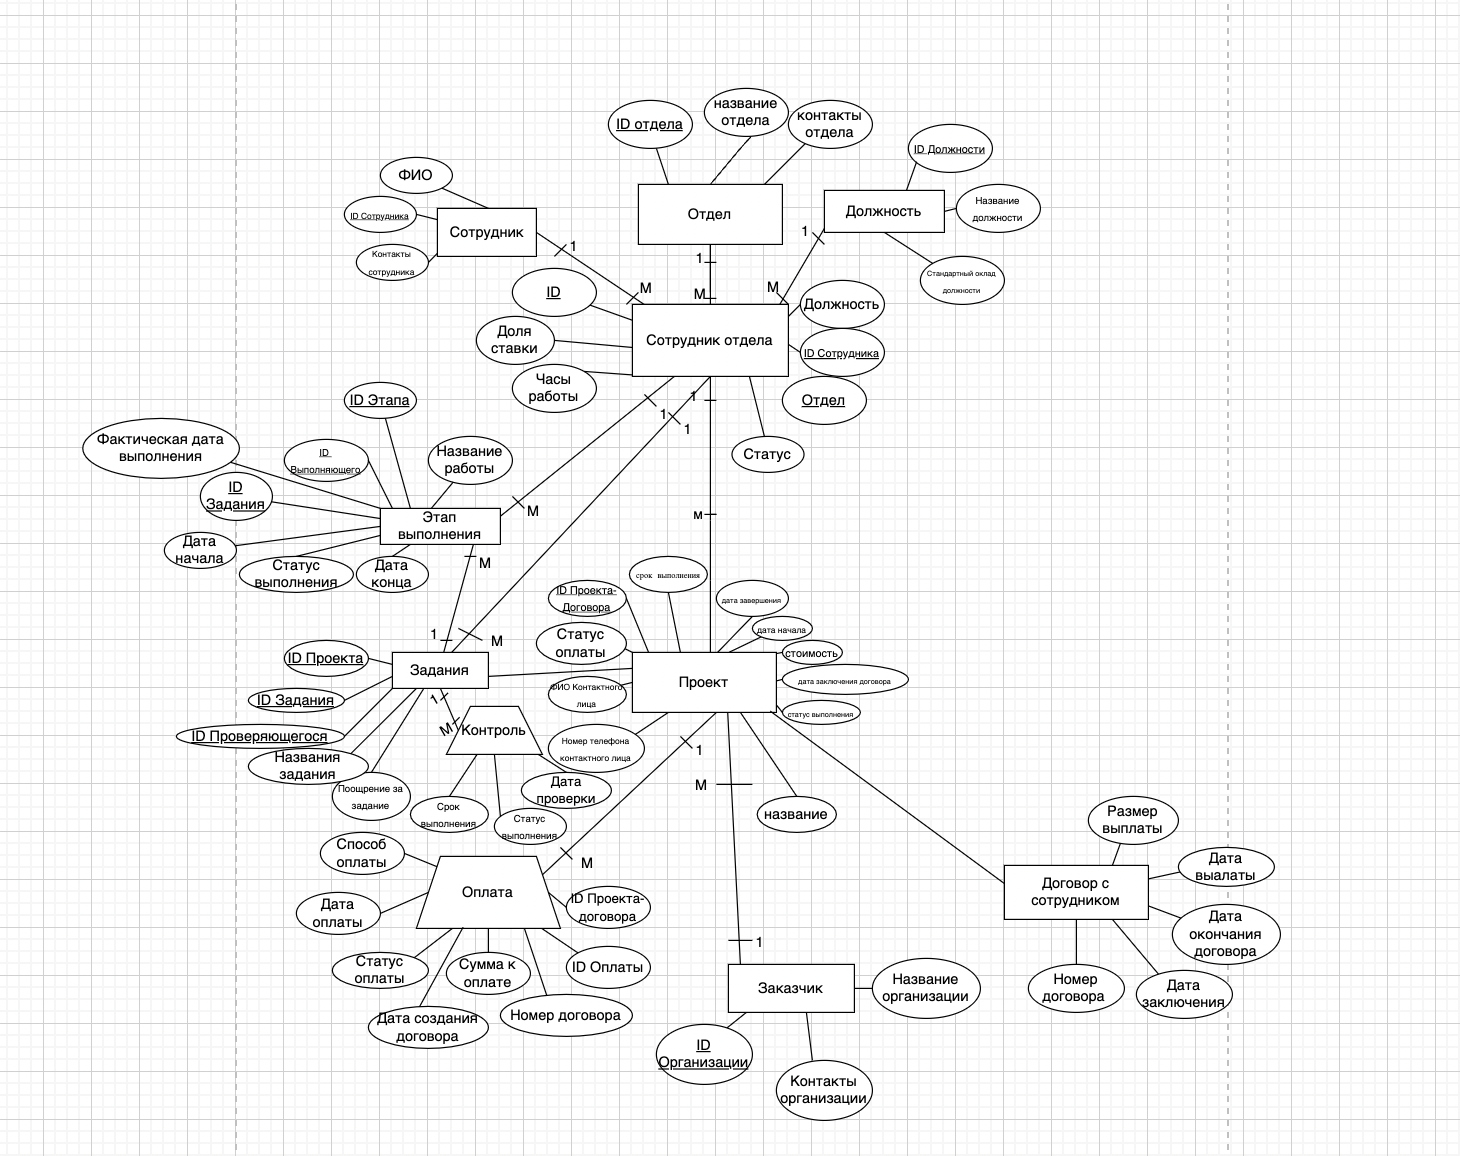 название
отдела
ID отдела
контакты
отдела
ID Должности
ФИО
Название
должности
Отдел
Должность
ID Сотрудника
Сотрудник
1
1
1
Контакты
сотрудника
Стандартный оклад
должности
M
M
M
ID
Должность
Доля
ставки
Сотрудник отдела
ID Сотрудника
Часы
работы
ID Этапа
1
Отдел
1
1
Фактическая дата
выполнения
ID
Выполняющего
Название
работы
Статус
ID
Задания
M
м
Этап
выполнения
Дата
начала
Статус
выполнения
Дата
конца
M
срок выполнения
ID Проекта-
Договора
дата завершения
1
M
Статус
оплаты
дата начала
стоимость
ID Проекта
Задания
Проект
дата заключения договора
ФИО Контактного
лица
ID Задания
1
статус выполнения
ID Проверяющегося
M
Контроль
Номер телефона
контактного лица
1
Названия
задания
Поощрение за
задание
Дата
проверки
M
Срок
выполнения
Статус
выполнения
название
Размер
выплаты
Способ
оплаты
M
Дата
выалаты
Оплата
Договор с
сотрудником
Дата
оплаты
ID Проекта-
договора
Дата
окончания
договора
1
Статус
оплаты
Сумма к
оплате
ID Оплаты
Заказчик
Название
организации
Номер
договора
Дата
заключения
Дата создания
договора
Номер договора
ID
Организации
Контакты
организации